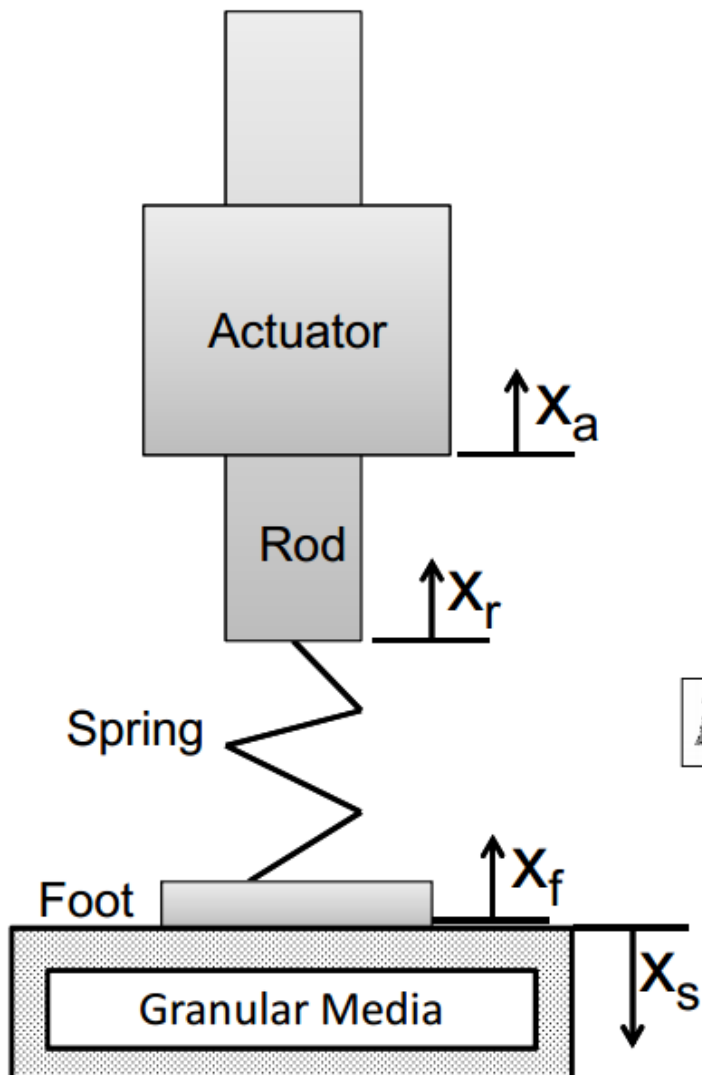 Actuator
Xa
Rod
Xr
Spring
Xf
Foot
Xs
Granular Media